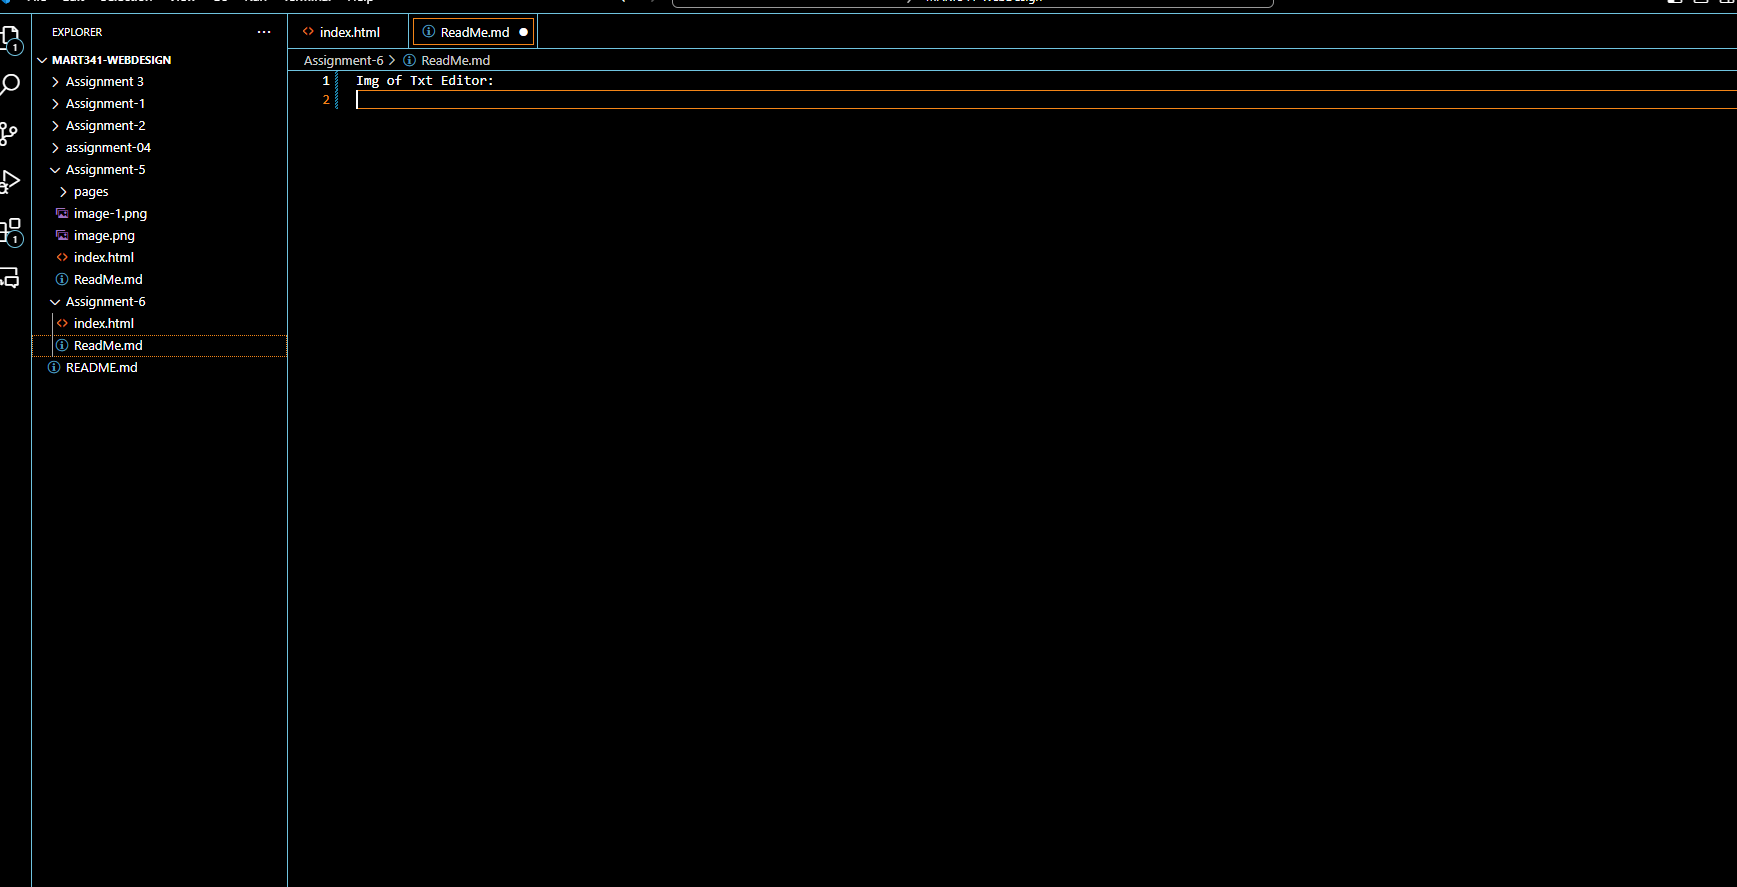 EXPLORER
MART341-WEBDESIGN
Assignment 3
Assignment-1
Assignment-2
assignment-04
Assignment-5
pages
image-1.png
image.png
index.html
ReadMe.md
Assignment-6
index.html
ReadMe.md
README.md
index.html
ReadMe.md
Assignment-6 > ReadMe.md
1 Img of Txt Editor:
2
1
1